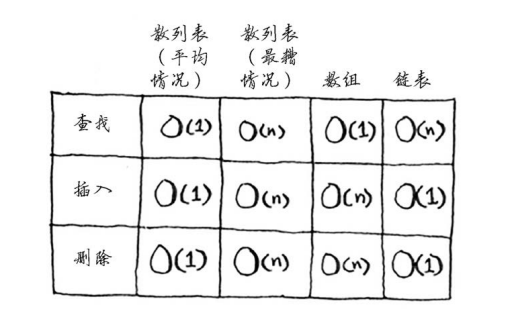 散列表 散列表
（平均 （最糟
情况） 情况） 数组 链表
查找 O(1) O(n) O(1) O(n)
插入 O(1) O(n) O(n) O(1)
删除 O(1) O(n) O(n) O(1)